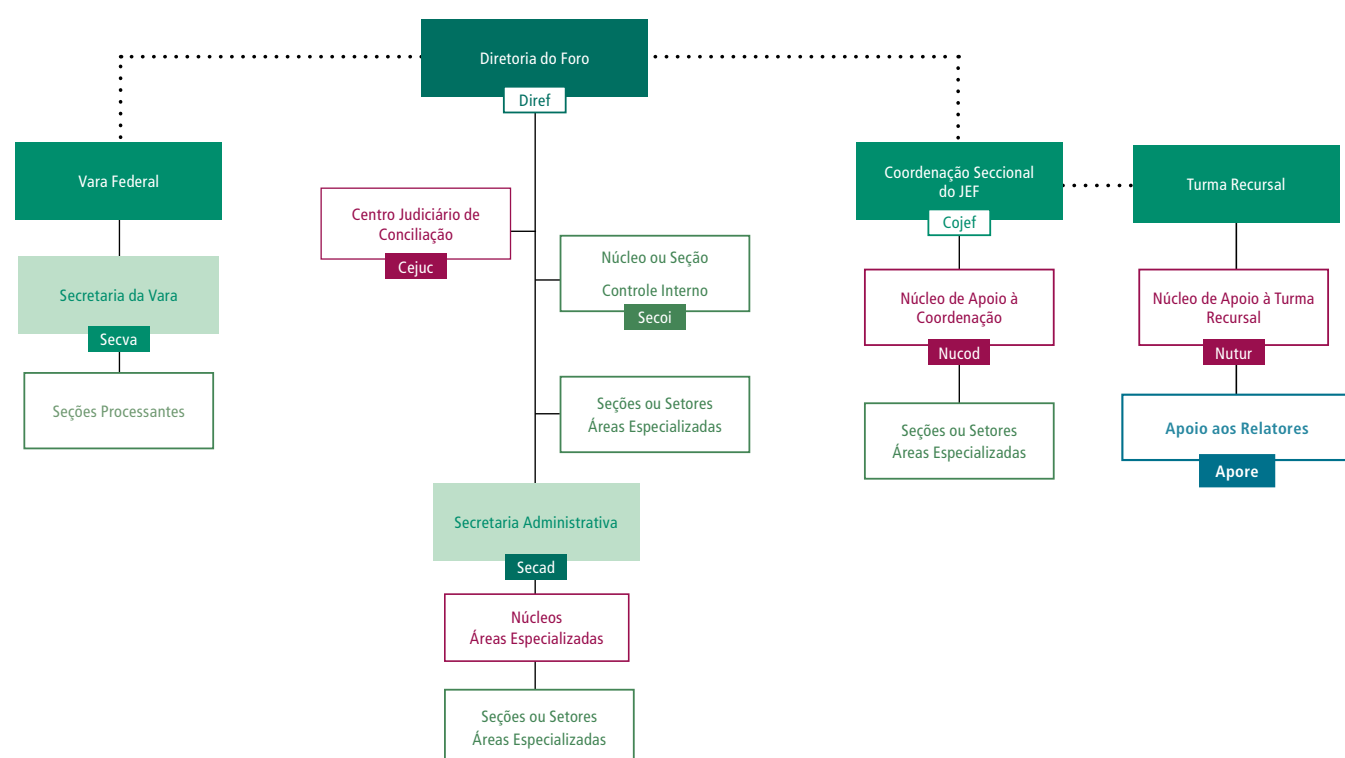 Diretoria do Foro
Diref
Vara Federal
Secretaria da Vara
Secva
Seções Processantes
Centro Judiciário de
Conciliação
Cejuc
Núcleo ou Seção
Controle Interno
Secoi
Seções ou Setores
Áreas Especializadas
Secretaria Administrativa
Secad
Núcleos
Áreas Especializadas
Seções ou Setores
Áreas Especializadas
Coordenação Seccional
do JEF
Cojef
Núcleo de Apoio à
Coordenação
Nucod
Seções ou Setores
Áreas Especializadas
Turma Recursal
Núcleo de Apoio à Turma
Recursal
Nutur
Apoio aos Relatores
Apore